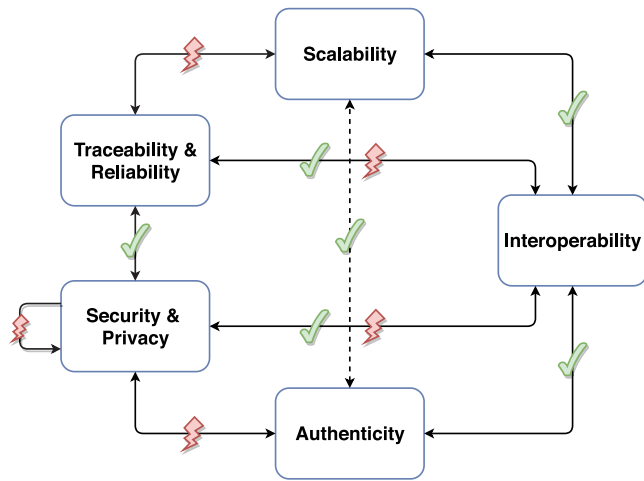 Scalability
Traceability &
Reliability
Interoperability
Security &
Privacy
Authenticity